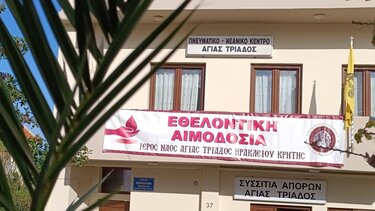 ΠΝΕΥΜΑΤΙΚΟ - ΝΕΑΝΙΚΟ ΚΕΝΤΡΟ
ΑΓΙΑΣ ΤΡΙΑΔΟΣ
ΕΘΕΛΟΝΤΙΚΗ
ΑΙΜΟΔΟΣΙΑ
ΙΕΡΟΣ ΝΑΟΣ ΑΓΙΑΣ ΤΡΙΑΔΟΣ ΗΡΑΚΛΕΙΟΥ ΚΡΗΤΗΣ
ΣΥΣΣΙΤΙΑ ΑΠΟΡΩΝ
ΑΓΙΑΣ ΤΡΙΑΔΟΣ
37